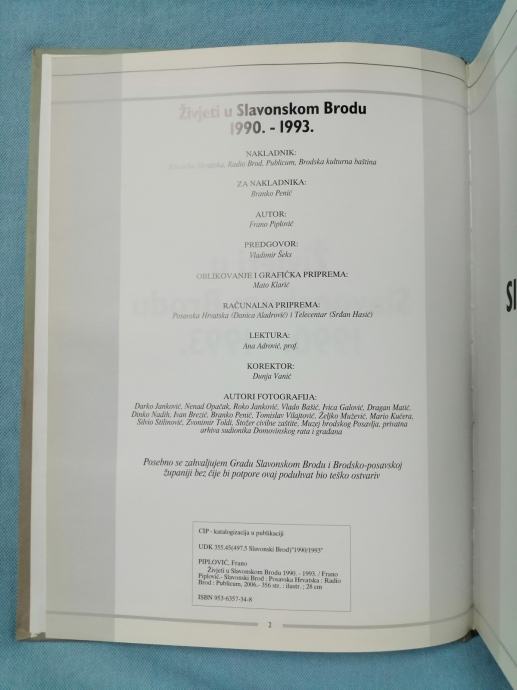 Živjeti u Slavonskom Brodu
1990. - 1993.
NAKLADNIK:
Posavska Hrvatska, Radio Brod, Publicum, Brodska kulturna baština
ZA NAKLADNIKA:
Branko Penić
AUTOR:
Frano Piplović
PREDGOVOR:
Vladimir Šeks
OBLIKOVANJE I GRAFIČKA PRIPREMA:
Mato Klarić
RAČUNALNA PRIPREMA:
Posavska Hrvatska (Danica Aladrović) i Telecentar (Srđan Hasić)
LEKTURA:
Ana Adrović, prof.
KOREKTOR:
Dunja Vanić
AUTORI FOTOGRAFIJA:
Darko Janković, Nenad Opačak, Roko Janković, Vlado Bašić, Ivica Galović, Dragan Matić,
Dinko Nadih, Ivan Brezić, Branko Penić, Tomislav Vilajtović, Željko Mužević, Mario Kučera,
Silvio Stilinović, Zvonimir Toldi, Stožer civilne zaštite, Muzej brodskog Posavlja, privatna
arhiva sudionika Domovinskog rata i građana
Posebno se zahvaljujem Gradu Slavonskom Brodu i Brodsko-posavskoj
županiji bez čije bi potpore ovaj poduhvat bio teško ostvariv
CIP - katalogizacija u publikaciji
UDK 355.45(497.5 Slavonski Brod)"1990/1993"
PIPLOVIĆ, Frano
Živjeti u Slavonskom Brodu 1990. - 1993. / Frano
Piplović.- Slavonski Brod : Posavska Hrvatska : Radio
Brod : Publicum, 2006.- 356 str. : ilustr. ; 28 cm
ISBN 953-6357-34-8
2